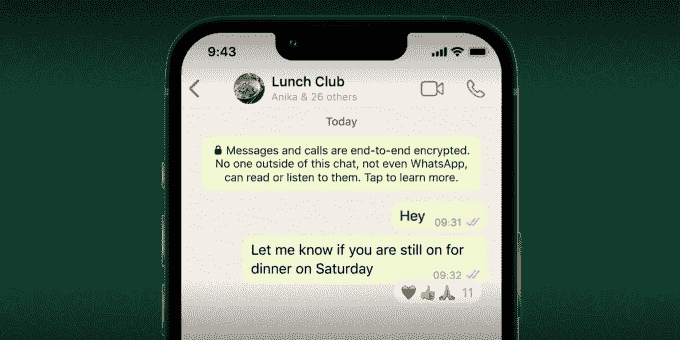 9:43
Lunch Club
Anika & 26 others
Today
Messages and calls are end-to-end encrypted.
No one outside of this chat, not even WhatsApp,
can read or listen to them. Tap to learn more.
Hey
09:31
Let me know if you are still on for
dinner on Saturday
09:32
11